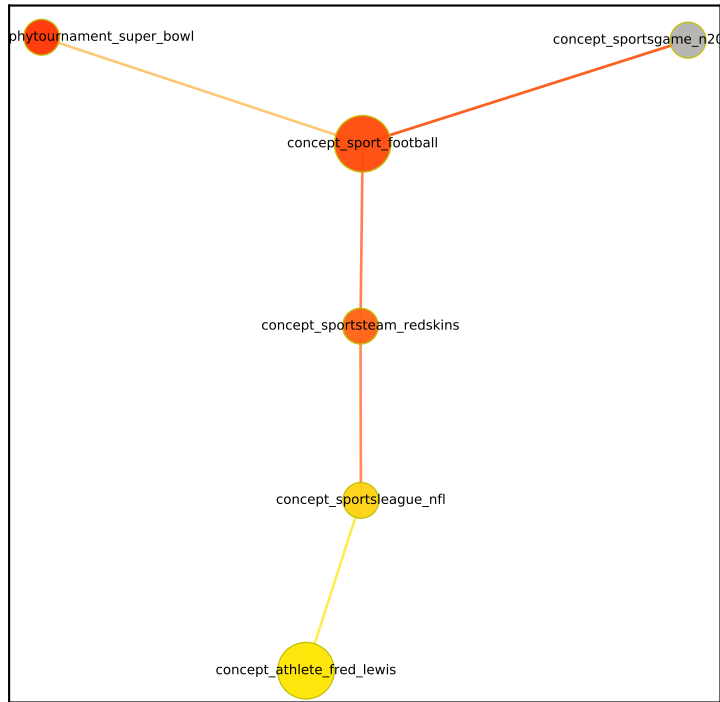 phytournament_super_bowl
concept_sportsgame_n20
concept_sport_football
concept_sportsteam_redskins
concept_sportsleague_nfl
concept_athlete_fred_lewis